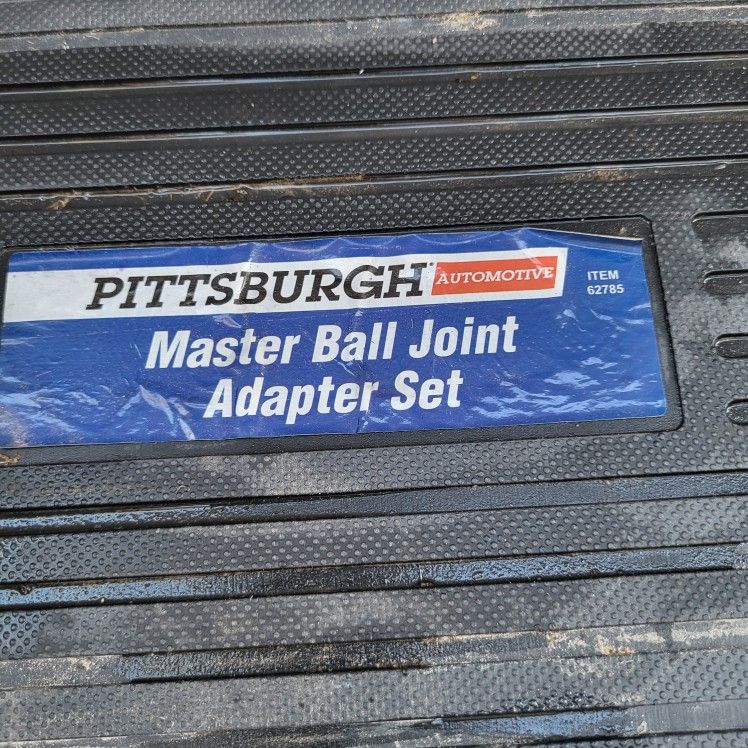 PITTSBURGH AUTOMOTIVE
ITEM
62785
Master Ball Joint
Adapter Set